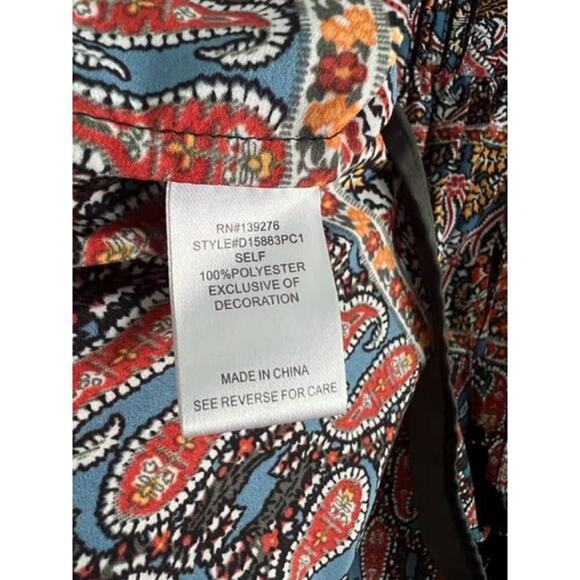 RN#139276
STYLE#D15883PC1
SELF
100%POLYESTER
EXCLUSIVE OF
DECORATION
MADE IN CHINA
SEE REVERSE FOR CARE